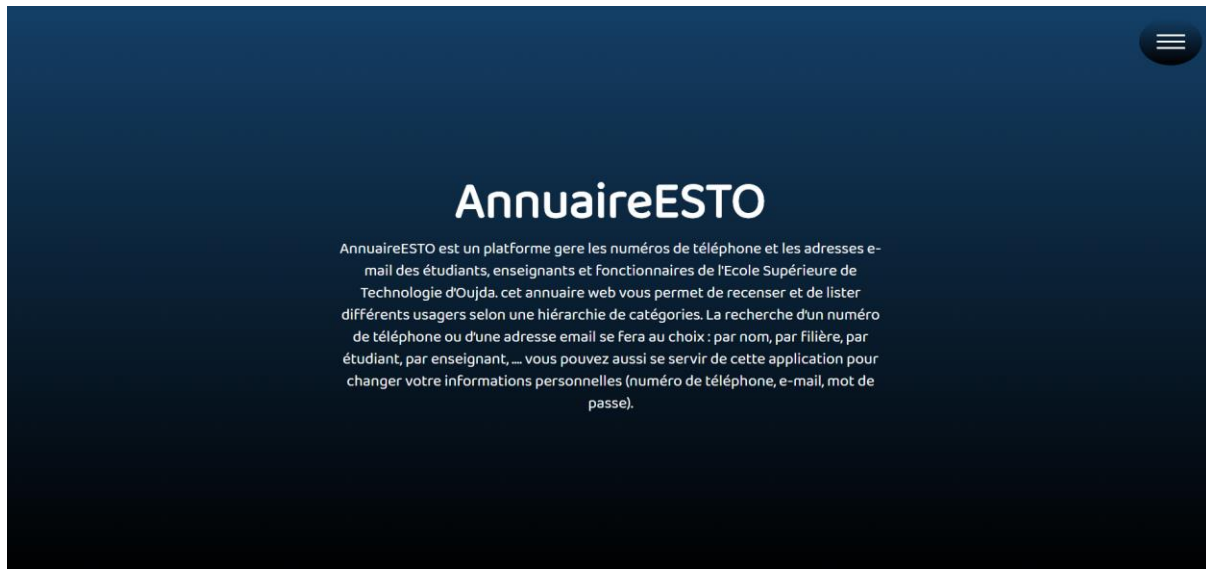 AnnuaireESTO
AnnuaireESTO est un platforme gere les numéros de téléphone et les adresses e-
mail des étudiants, enseignants et fonctionnaires de l'Ecole Supérieure de
Technologie d'Oujda. cet annuaire web vous permet de recenser et de lister
différents usagers selon une hiérarchie de catégories. La recherche d'un numéro
de téléphone ou d'une adresse email se fera au choix : par nom, par filière, par
étudiant, par enseignant, .... vous pouvez aussi se servir de cette application pour
changer votre informations personnelles (numéro de téléphone, e-mail, mot de
passe).